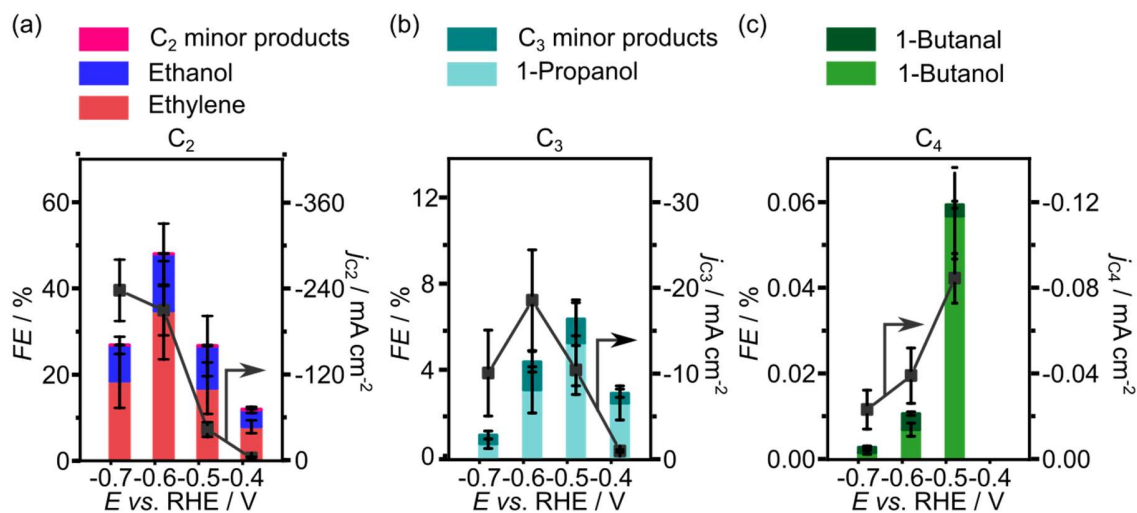 (a)
C₂ minor products
Ethanol
Ethylene
C₂
FE / %
60
40
20
0
-360
-240
-120
0
jC2 / mA cm⁻²
-0.7 -0.6 -0.5 -0.4
E vs. RHE / V
(b)
C₃ minor products
1-Propanol
C₃
FE / %
12
8
4
0
-30
-20
-10
0
jC3 / mA cm⁻²
-0.7 -0.6 -0.5 -0.4
E vs. RHE / V
(c)
1-Butanal
1-Butanol
C₄
FE / %
0.06
0.04
0.02
0.00
-0.12
-0.08
-0.04
0.00
jC4 / mA cm⁻²
-0.7 -0.6 -0.5 -0.4
E vs. RHE / V